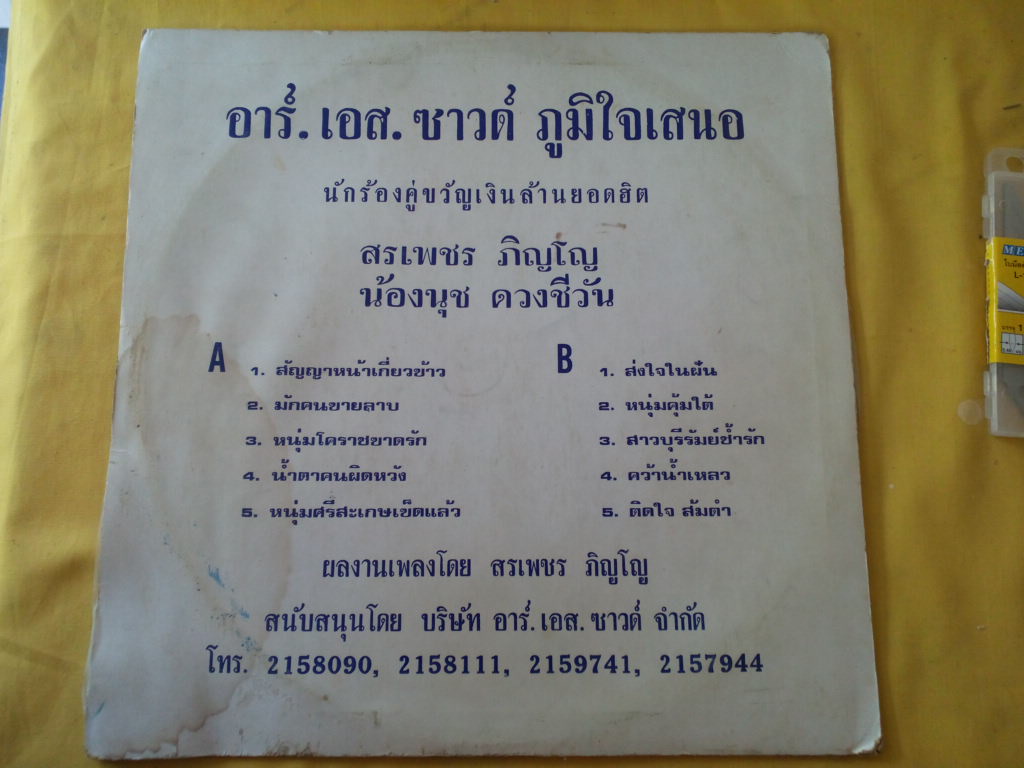 อาร์. เอส. ซาวด์ ภูมิใจเสนอ
นักร้องคู่ขวัญเงินล้านยอดฮิต
สรเพชร ภิญโญ
น้องนุช ดวงชีวัน
A
1. สัญญาหน้าเกี่ยวข้าว
2. มักคนขายลาบ
3. หนุ่มโคราชขาดรัก
4. น้ำตาคนผิดหวัง
5. หนุ่มศรีสะเกษเข็ดแล้ว
B
1. ส่งใจในฝัน
2. หนุ่มคุ้มใต้
3. สาวบุรีรัมย์ช้ำรัก
4. คว้าน้ำเหลว
5. ติดใจ ส้มตำ
ผลงานเพลงโดย สรเพชร ภิญโญ
สนับสนุนโดย บริษัท อาร์. เอส. ซาวด์ จำกัด
โทร. 2158090, 2158111, 2159741, 2157944